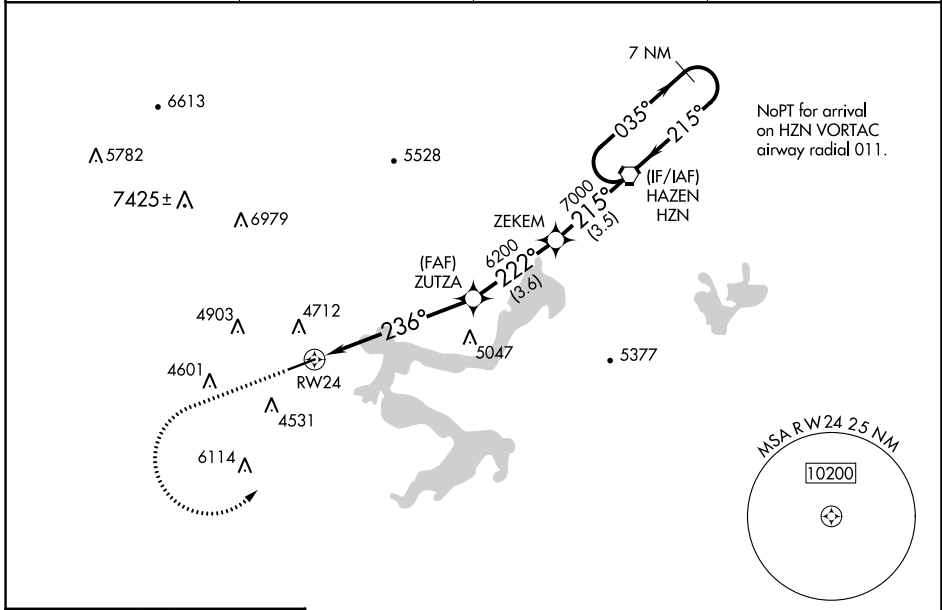 7 NM
6613
035°
215°
NoPT for arrival
on HZN VORTAC
airway radial 011.
5782
5528
7425±
(IF/IAF)
HAZEN
HZN
7000
215°
(3.5)
6979
ZEKEM
6200
222°
(3.6)
(FAF)
ZUTZA
4903
4712
236°
5047
5377
4601
RW24
4531
6114
MSA RW24 25 NM
10200